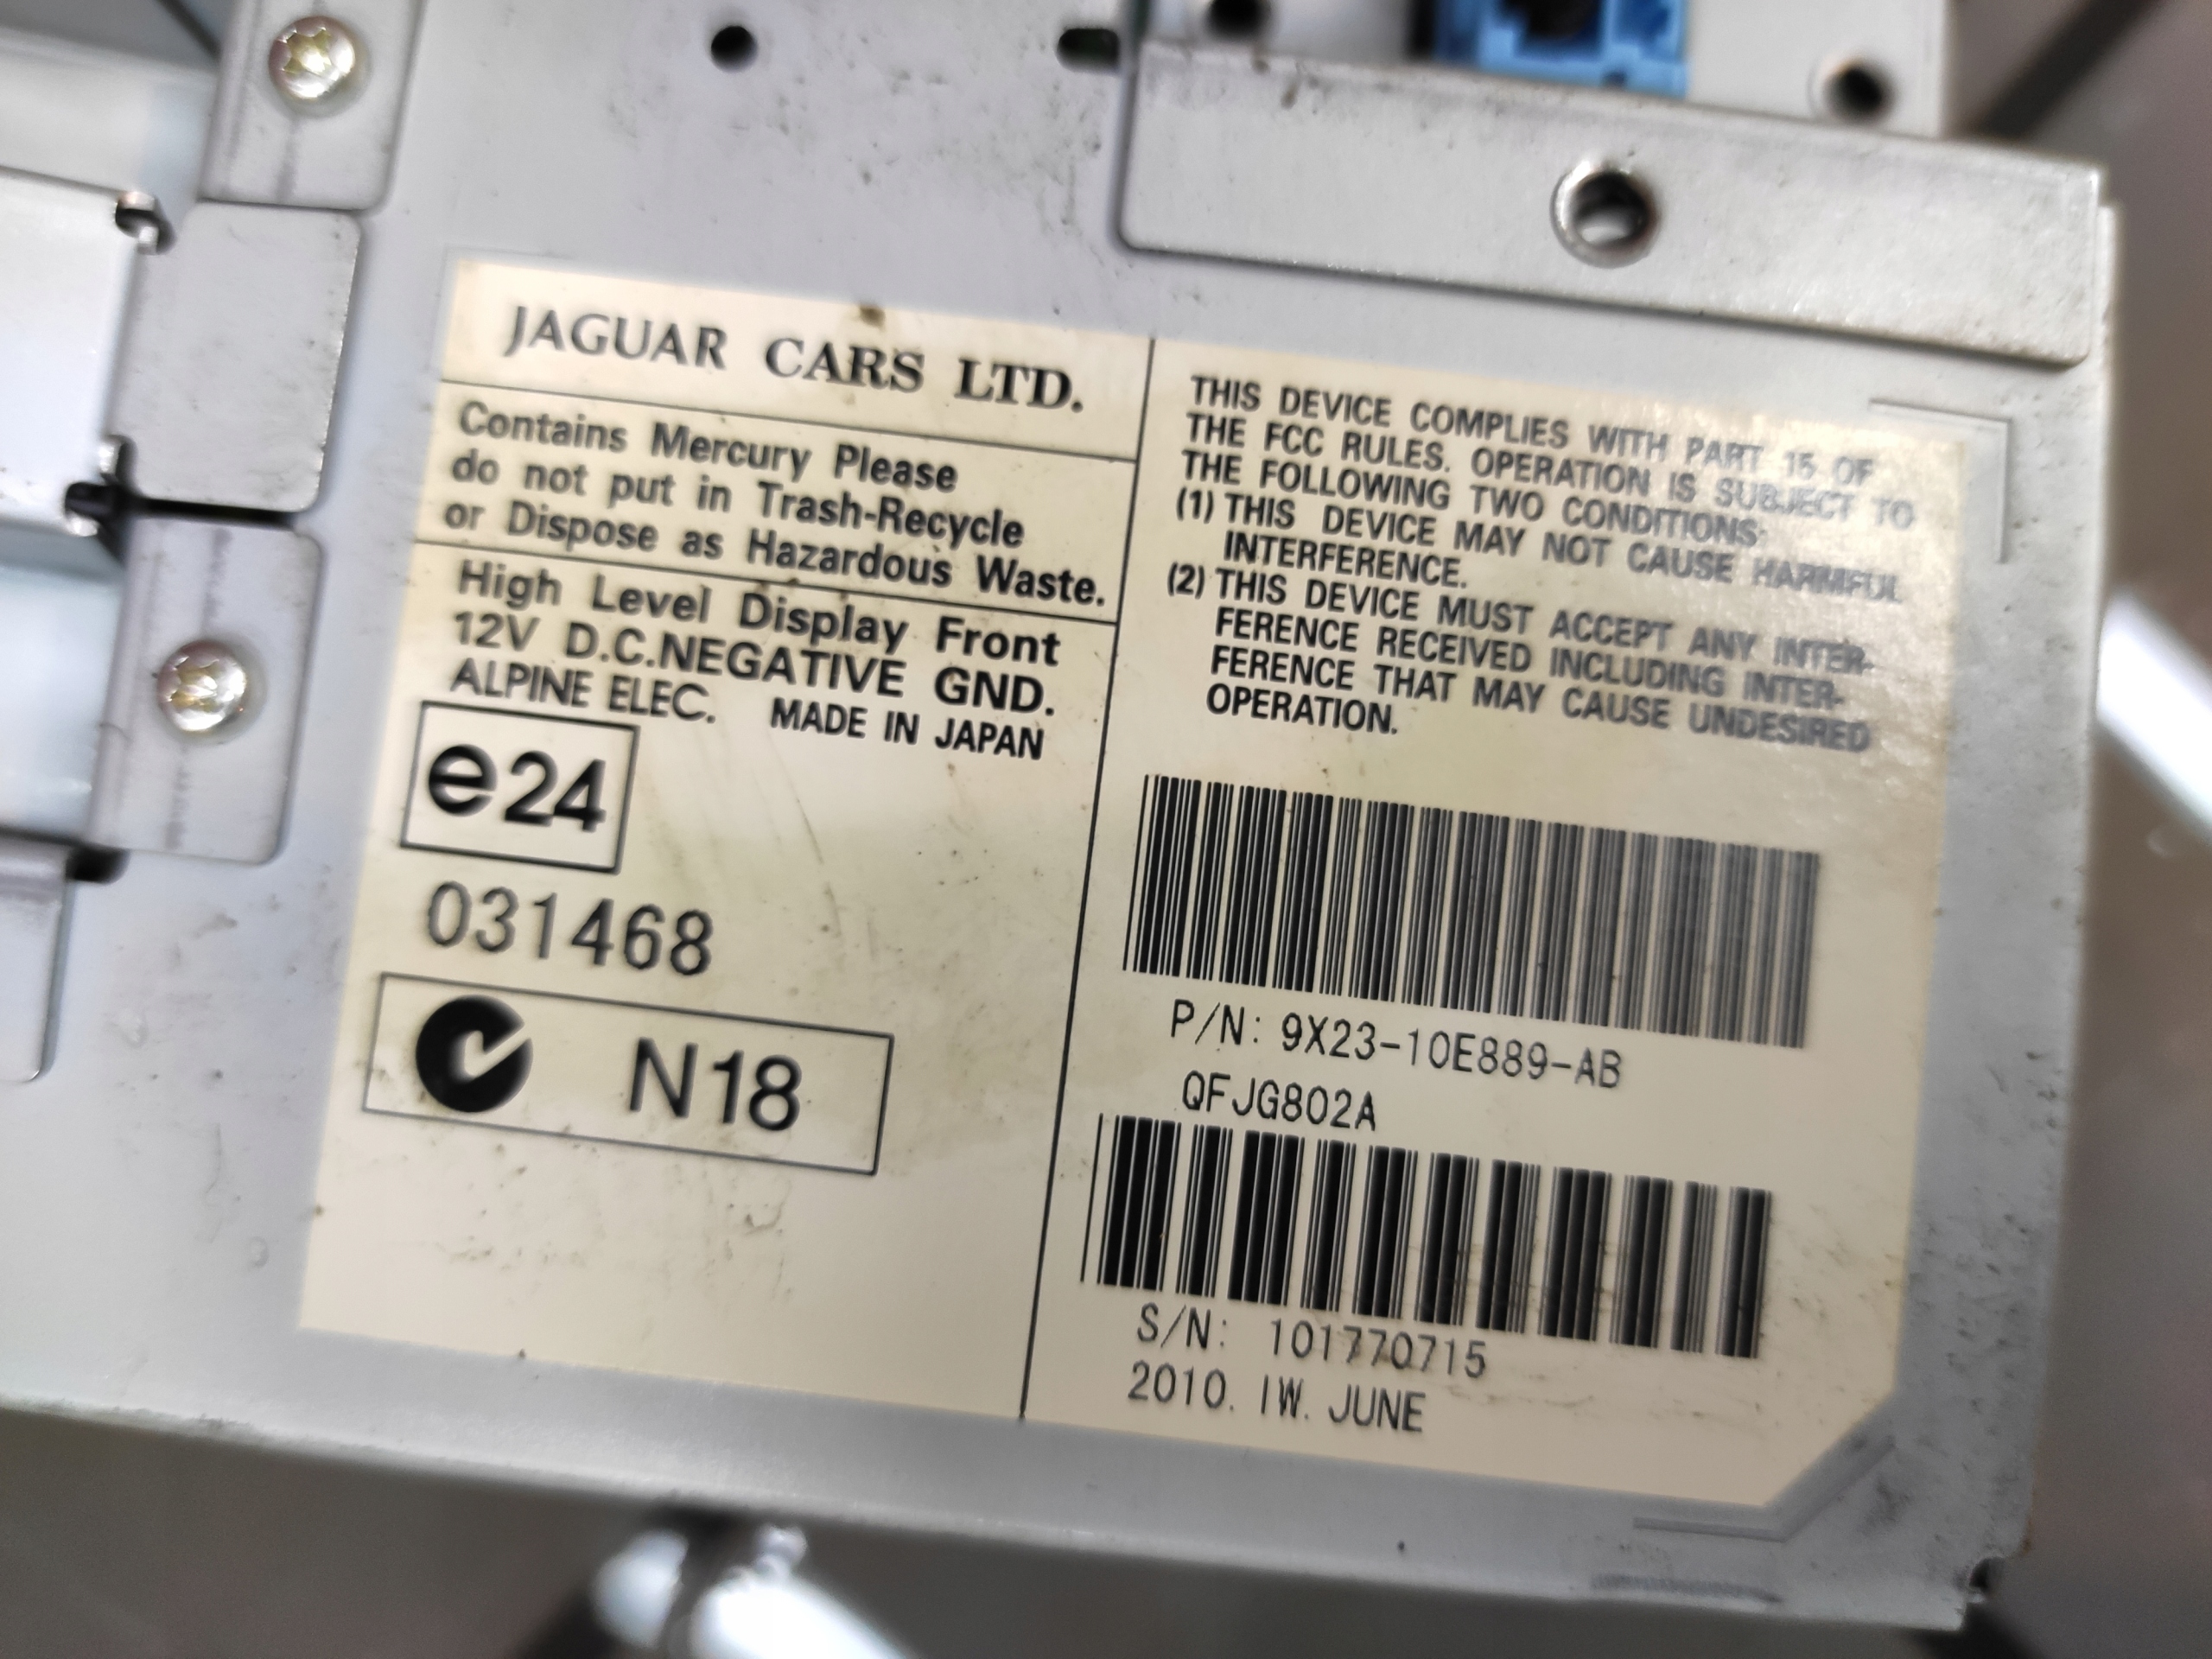 JAGUAR CARS LTD.
Contains Mercury Please
do not put in Trash-Recycle
or Dispose as Hazardous Waste.
High Level Display Front
12V D.C.NEGATIVE GND.
ALPINE ELEC. MADE IN JAPAN
e24
031468
N18
THIS DEVICE COMPLIES WITH PART 15 OF
THE FCC RULES. OPERATION IS SUBJECT TO
THE FOLLOWING TWO CONDITIONS:
(1) THIS DEVICE MAY NOT CAUSE HARMFUL
INTERFERENCE.
(2) THIS DEVICE MUST ACCEPT ANY INTER-
FERENCE RECEIVED INCLUDING INTER-
FERENCE THAT MAY CAUSE UNDESIRED
OPERATION.
P/N: 9X23-10E889-AB
QFJG802A
S/N: 101770715
2010. IW. JUNE